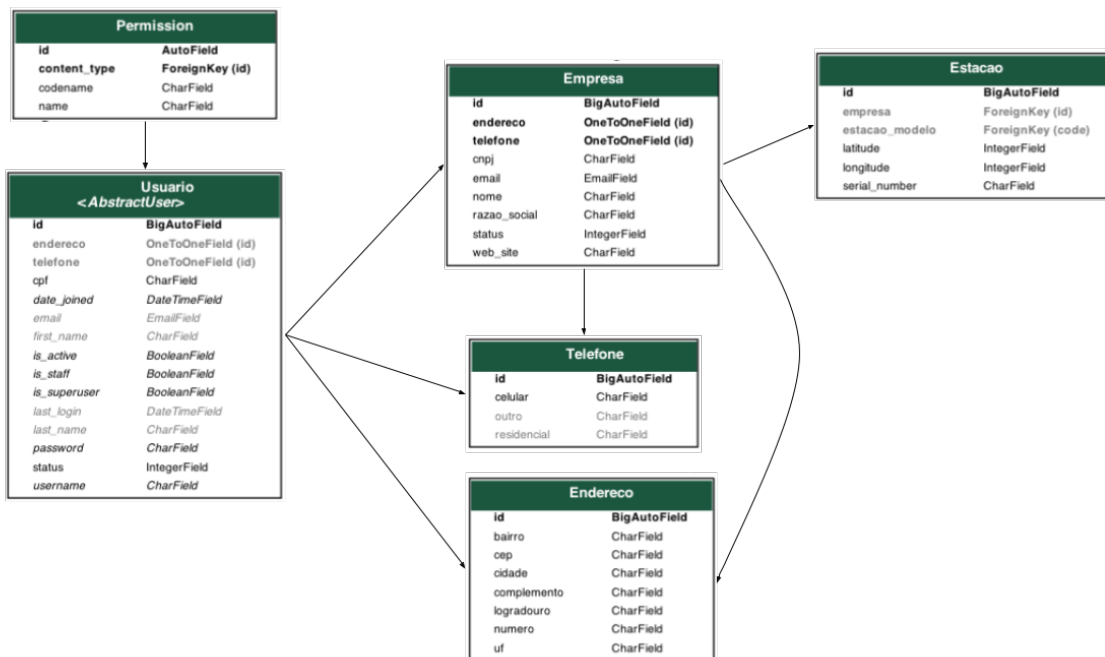 Permission
id AutoField
content_type ForeignKey (id)
codename CharField
name CharField
Usuario
<AbstractUser>
id BigAutoField
endereco OneToOneField (id)
telefone OneToOneField (id)
cpf CharField
date_joined DateTimeField
email EmailField
first_name CharField
is_active BooleanField
is_staff BooleanField
is_superuser BooleanField
last_login DateTimeField
last_name CharField
password CharField
status IntegerField
username CharField
Empresa
id BigAutoField
endereco OneToOneField (id)
telefone OneToOneField (id)
cnpj CharField
email EmailField
nome CharField
razao_social CharField
status IntegerField
web_site CharField
Telefone
id BigAutoField
celular CharField
outro CharField
residencial CharField
Endereco
id BigAutoField
bairro CharField
cep CharField
cidade CharField
complemento CharField
logradouro CharField
numero CharField
uf CharField
Estacao
id BigAutoField
empresa ForeignKey (id)
estacao_modelo ForeignKey (code)
latitude IntegerField
longitude IntegerField
serial_number CharField